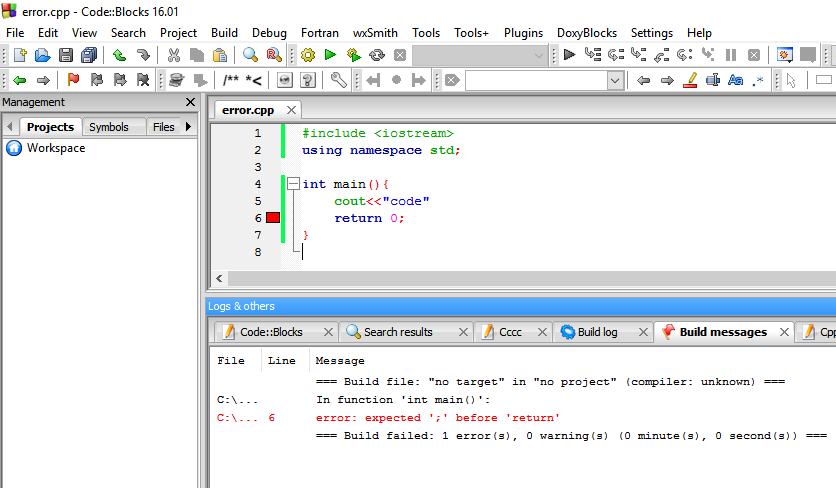 error.cpp - Code::Blocks 16.01
File Edit View Search Project Build Debug Fortran wxSmith Tools Tools+ Plugins DoxyBlocks Settings Help
/** *<
Aa .*
Management
error.cpp
Projects Symbols Files
Workspace
1 #include <iostream>
2 using namespace std;
3
4 int main(){
5 cout<<"code"
6 return 0;
7 }
8
Logs & others
Code::Blocks Search results Cccc Build log Build messages Cpp
File Line Message
=== Build file: "no target" in "no project" (compiler: unknown) ===
C:\... In function 'int main()':
C:\... 6 error: expected ';' before 'return'
=== Build failed: 1 error(s), 0 warning(s) (0 minute(s), 0 second(s)) ===